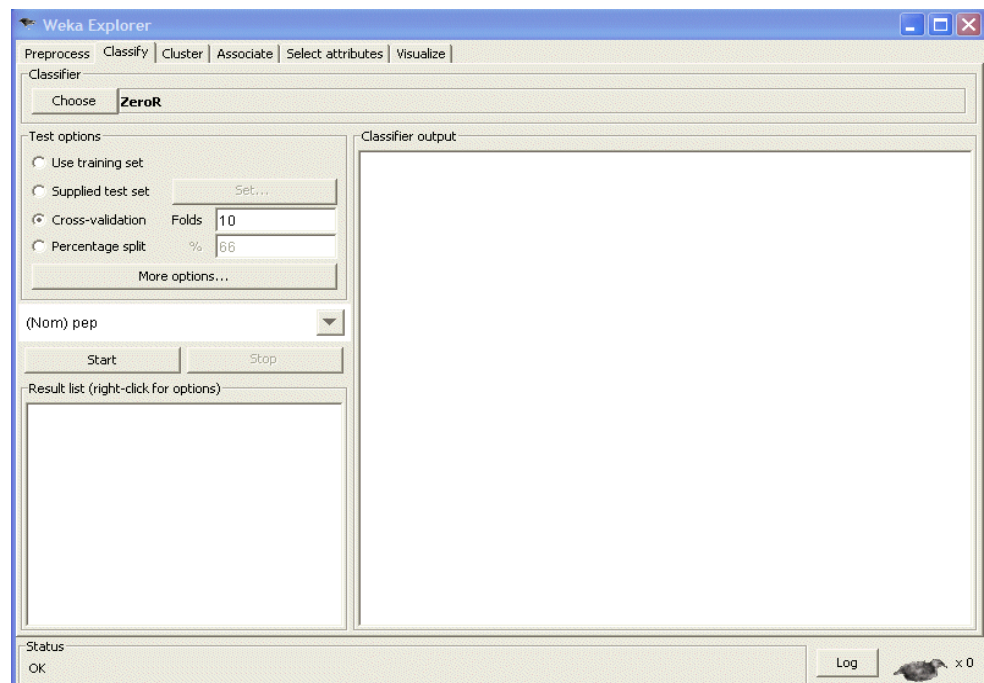 Weka Explorer
Preprocess Classify Cluster Associate Select attributes Visualize
Classifier
Choose ZeroR
Test options
Use training set
Supplied test set Set...
Cross-validation Folds 10
Percentage split % 66
More options...
(Nom) pep
Start Stop
Result list (right-click for options)
Classifier output
Status
OK
Log x 0